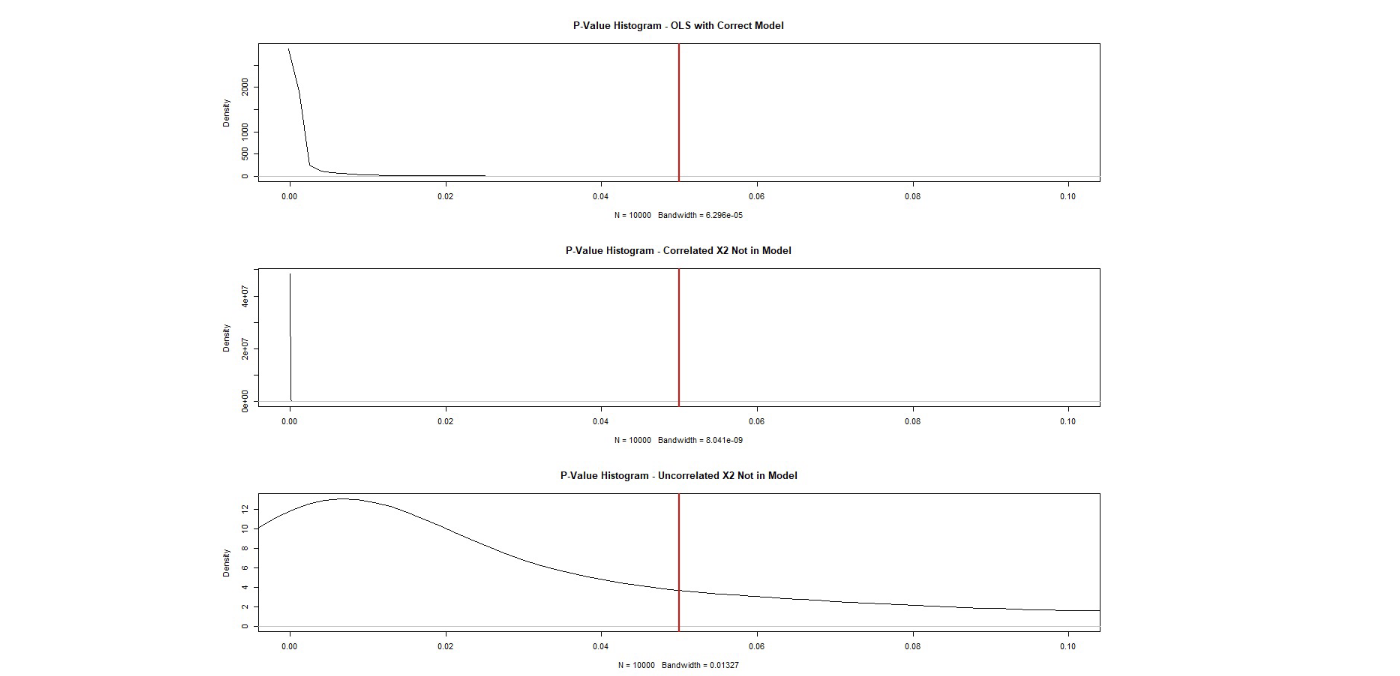 P-Value Histogram - OLS with Correct Model
Density
2000
1000
500
0
0.00 0.02 0.04 0.06 0.08 0.10
N = 10000 Bandwidth = 6.296e-05
P-Value Histogram - Correlated X2 Not in Model
Density
4e+07
2e+07
0e+00
0.00 0.02 0.04 0.06 0.08 0.10
N = 10000 Bandwidth = 8.041e-09
P-Value Histogram - Uncorrelated X2 Not in Model
Density
12
10
8
6
4
2
0
0.00 0.02 0.04 0.06 0.08 0.10
N = 10000 Bandwidth = 0.01327